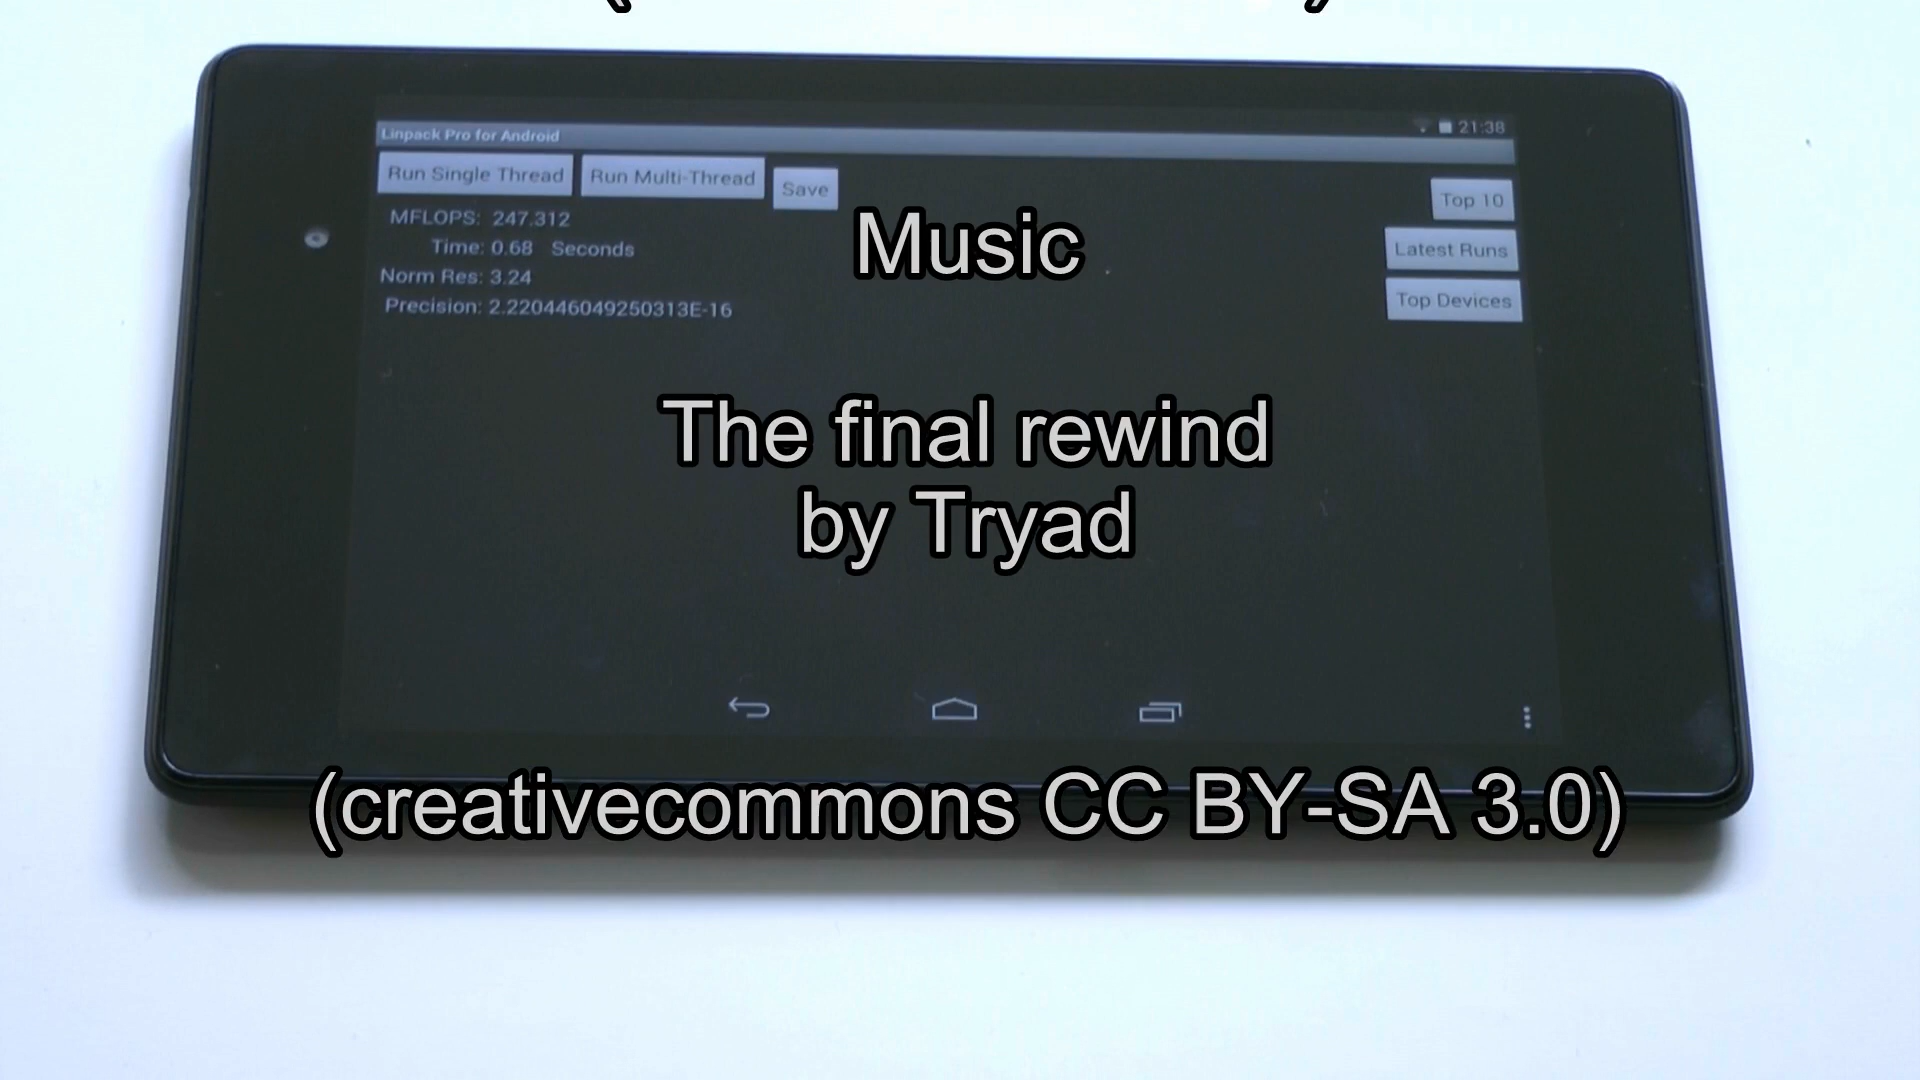 21:38
Linpack Pro for Android
Run Single Thread Run Multi-Thread Save
Top 10
MFLOPS: 247.312
Time: 0.68 Seconds
Latest Runs
Norm Res: 3.24
Top Devices
Precision: 2.220446049250313E-16
Music
The final rewind
by Tryad
(creativecommons CC BY-SA 3.0)